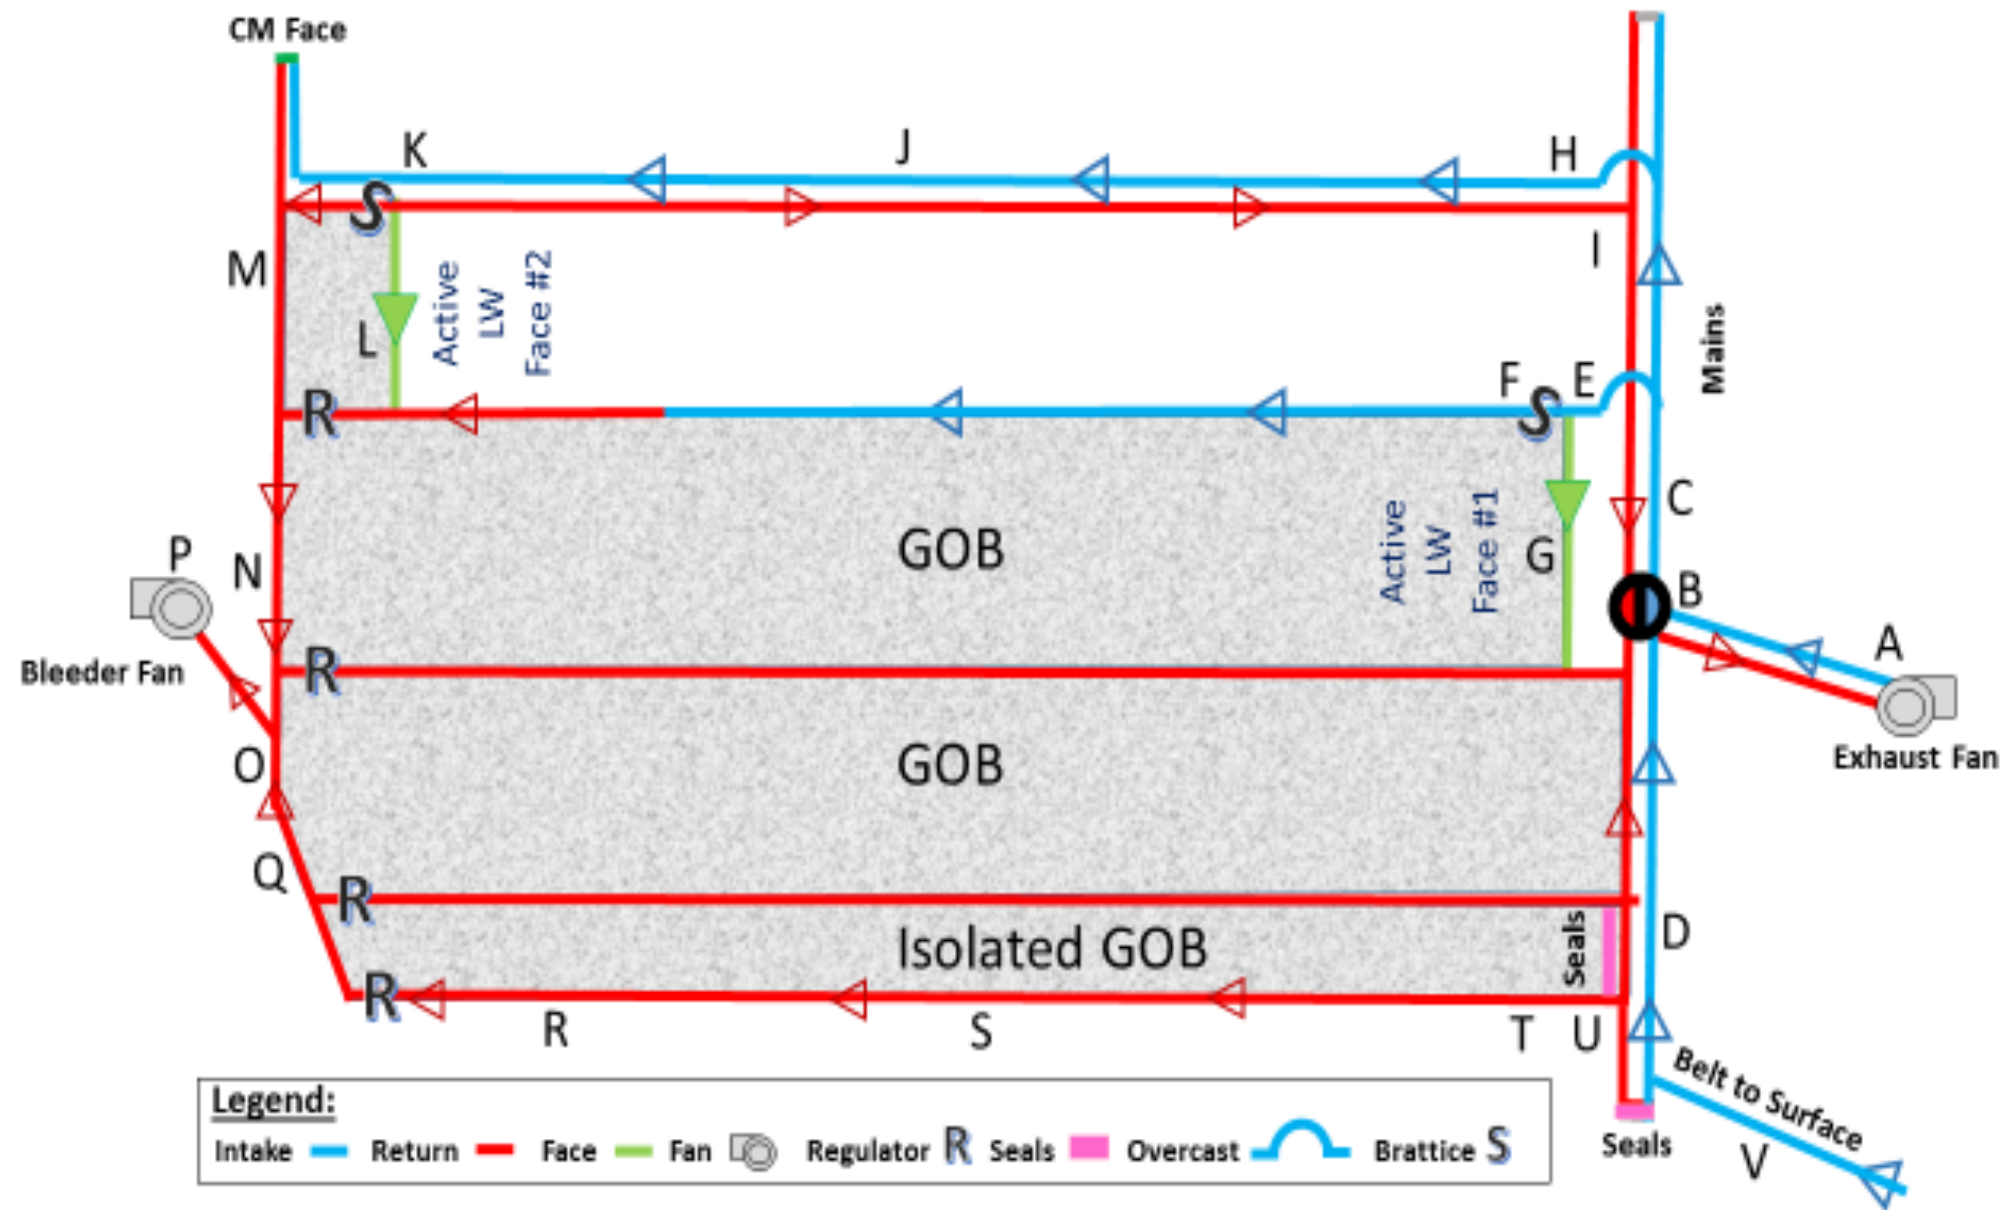 CM Face
K
J
H
S
M
I
Active
LW
Face #2
L
Mains
F
E
R
S
C
Active
LW
Face #1
GOB
G
P
N
B
A
R
Bleeder Fan
Exhaust Fan
O
GOB
Q
R
Seals
D
Isolated GOB
R
R
S
T
U
Belt to Surface
V
Seals
Legend:
Intake Return Face Fan Regulator R Seals Overcast Brattice S